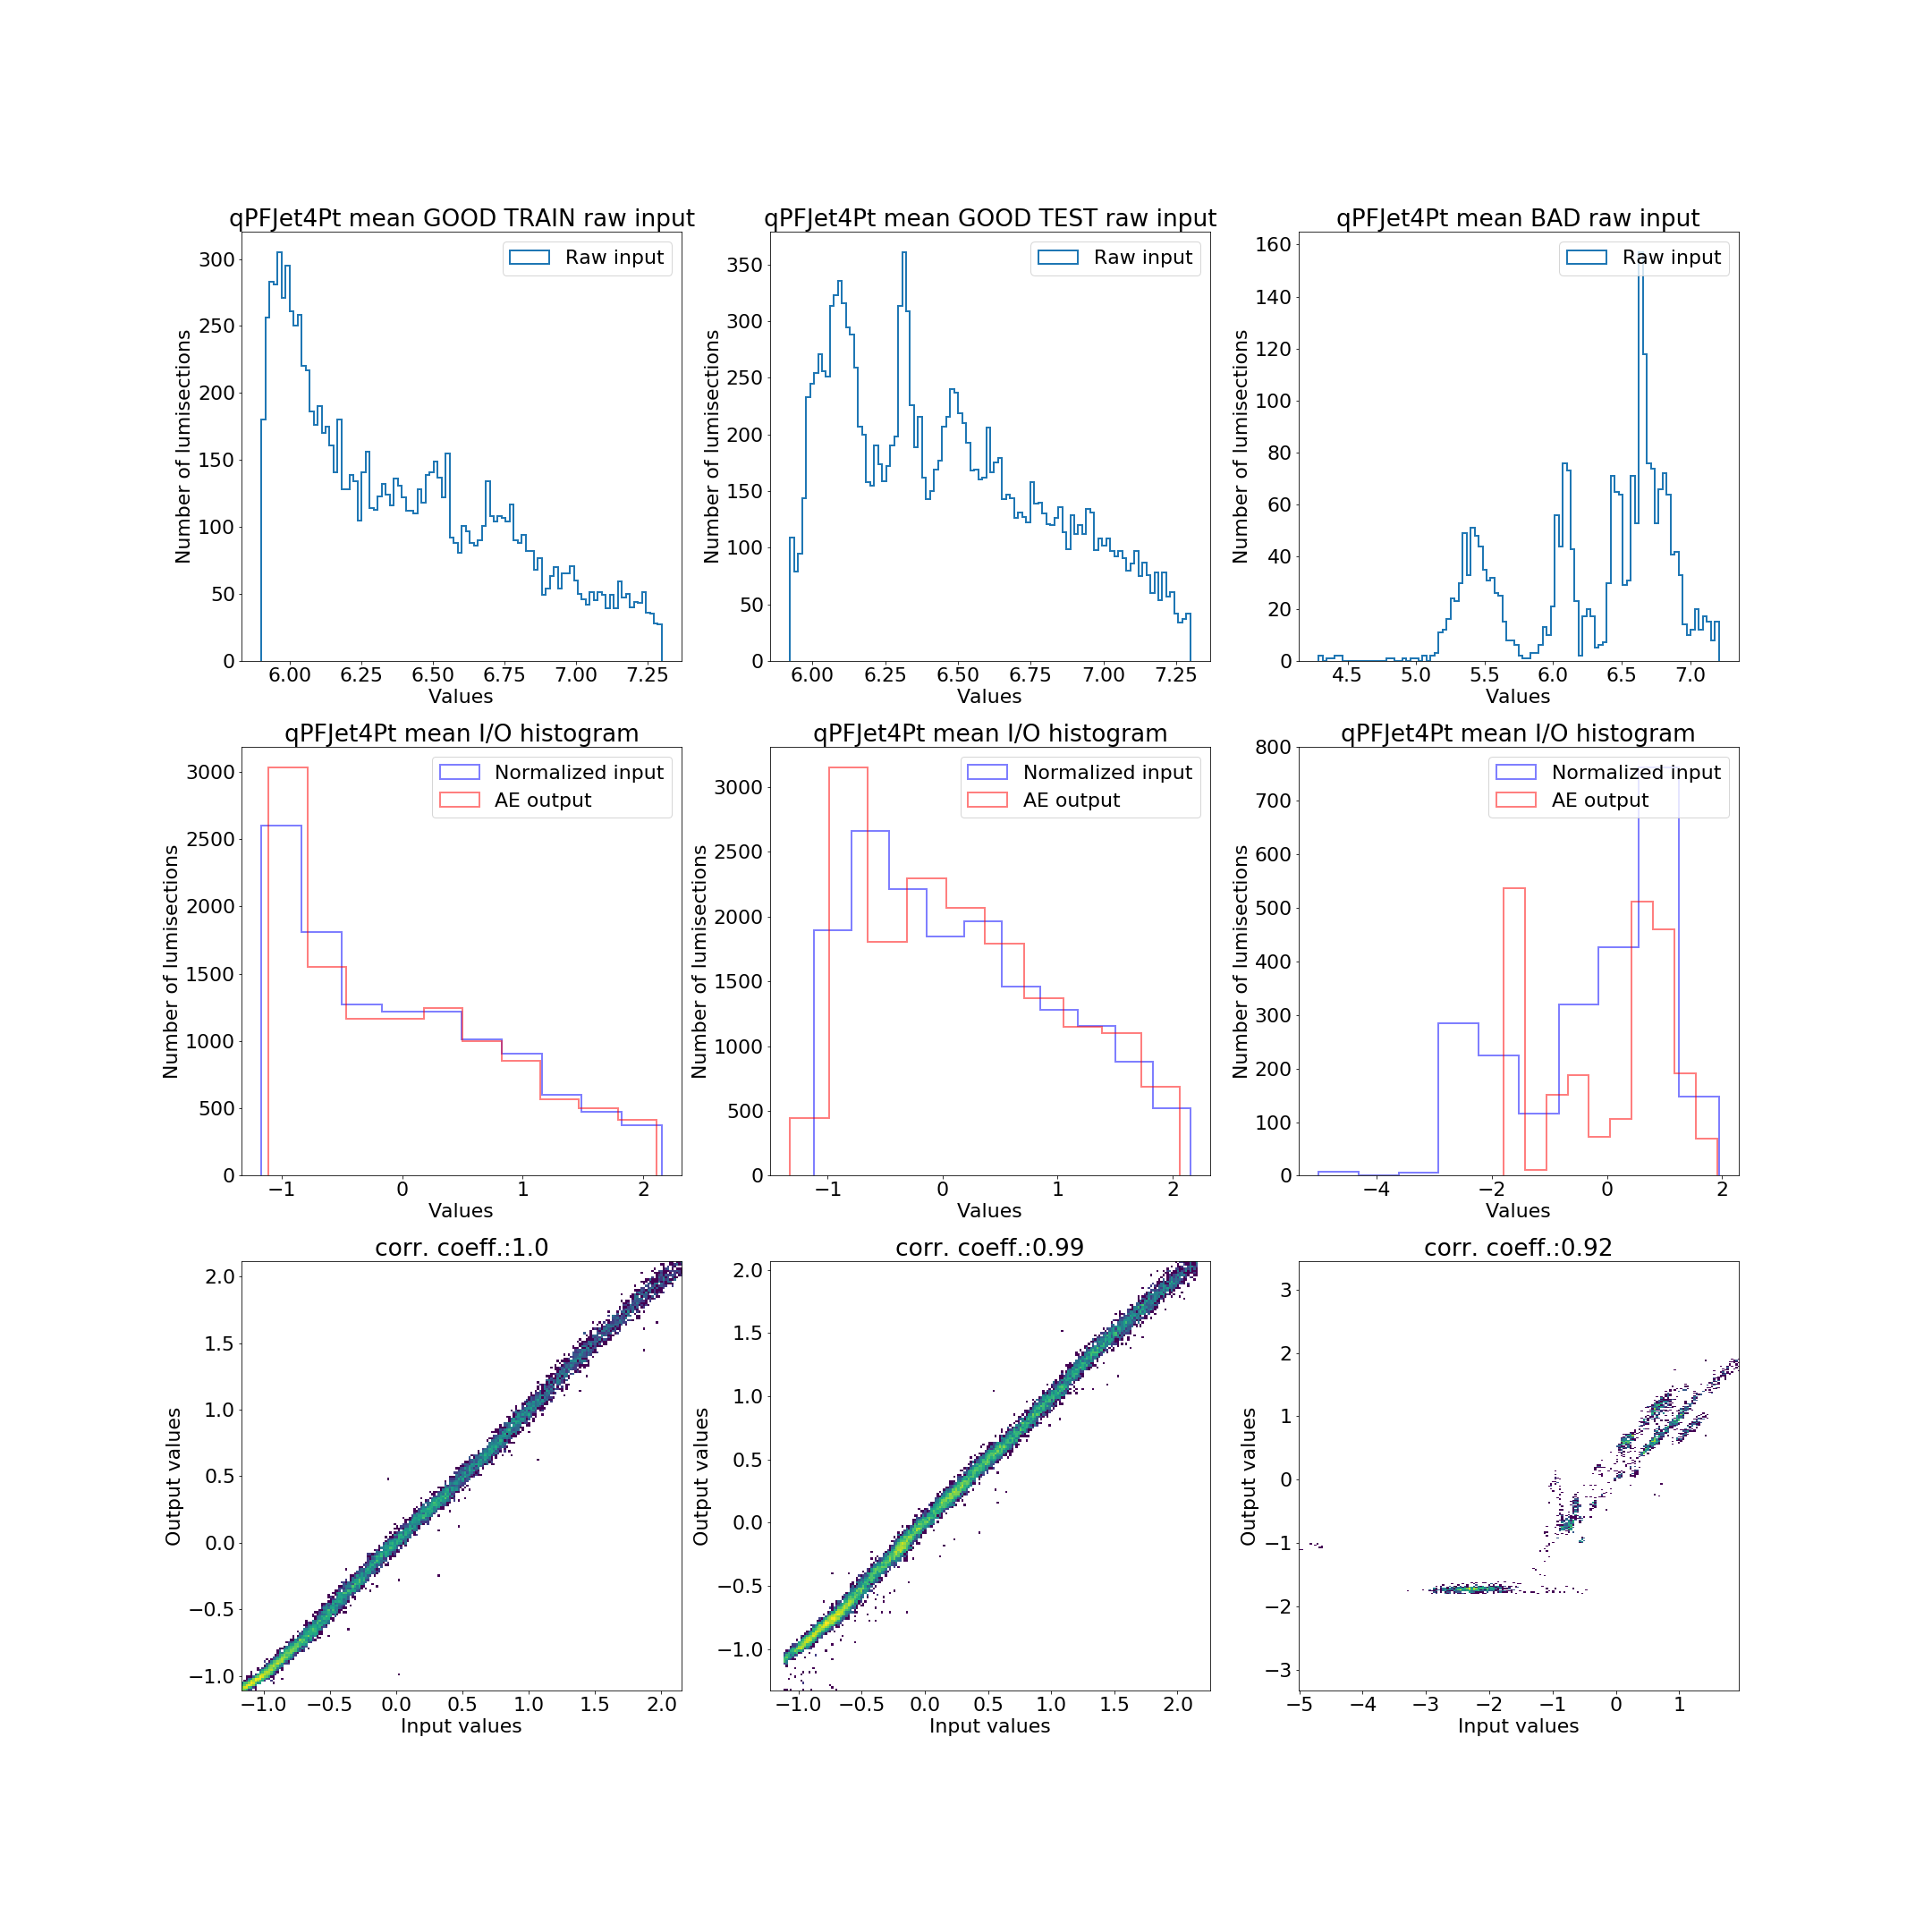 qPFJet4Pt mean GOOD TRAIN raw input
Raw input
Number of lumisections
0
50
100
150
200
250
300
6.00 6.25 6.50 6.75 7.00 7.25
Values
qPFJet4Pt mean GOOD TEST raw input
Raw input
Number of lumisections
0
50
100
150
200
250
300
350
6.00 6.25 6.50 6.75 7.00 7.25
Values
qPFJet4Pt mean BAD raw input
Raw input
Number of lumisections
0
20
40
60
80
100
120
140
160
4.5 5.0 5.5 6.0 6.5 7.0
Values
qPFJet4Pt mean I/O histogram
Normalized input
AE output
Number of lumisections
0
500
1000
1500
2000
2500
3000
−1 0 1 2
Values
qPFJet4Pt mean I/O histogram
Normalized input
AE output
Number of lumisections
0
500
1000
1500
2000
2500
3000
−1 0 1 2
Values
qPFJet4Pt mean I/O histogram
Normalized input
AE output
Number of lumisections
0
100
200
300
400
500
600
700
800
−4 −2 0 2
Values
corr. coeff.:1.0
Output values
−1.0
−0.5
0.0
0.5
1.0
1.5
2.0
−1.0 −0.5 0.0 0.5 1.0 1.5 2.0
Input values
corr. coeff.:0.99
Output values
−1.0
−0.5
0.0
0.5
1.0
1.5
2.0
−1.0 −0.5 0.0 0.5 1.0 1.5 2.0
Input values
corr. coeff.:0.92
Output values
−3
−2
−1
0
1
2
3
−5 −4 −3 −2 −1 0 1
Input values